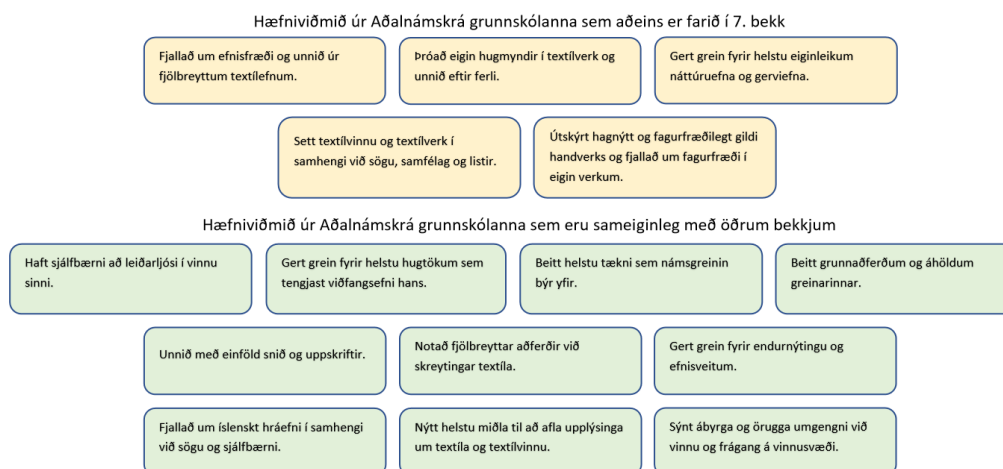 Hæfniviðmið úr Aðalnámskrá grunnskólanna sem aðeins er farið í 7. bekk
Fjallað um efnisfræði og unnið úr
fjölbreyttum textílefnum.
Þróað eigin hugmyndir í textílverk og
unnið eftir ferli.
Gert grein fyrir helstu eiginleikum
náttúruefna og gerviefna.
Sett textílvinnu og textílverk í
samhengi við sögu, samfélag og listir.
Útskýrt hagnýtt og fagurfræðilegt gildi
handverks og fjallað um fagurfræði í
eigin verkum.
Hæfniviðmið úr Aðalnámskrá grunnskólanna sem eru sameiginleg með öðrum bekkjum
Haft sjálfbærni að leiðarljósi í vinnu
sinni.
Gert grein fyrir helstu hugtökum sem
tengjast viðfangsefni hans.
Beitt helstu tækni sem námsgreinin
býr yfir.
Beitt grunnaðferðum og áhöldum
greinarinnar.
Unnið með einföld snið og uppskriftir.
Notað fjölbreyttar aðferðir við
skreytingar textíla.
Gert grein fyrir endurnýtingu og
efnisveitum.
Fjallað um íslenskt hráefni í samhengi
við sögu og sjálfbærni.
Nýtt helstu miðla til að afla upplýsinga
um textíla og textílvinnu.
Sýnt ábyrga og örugga umgengni við
vinnu og frágang á vinnusvæði.